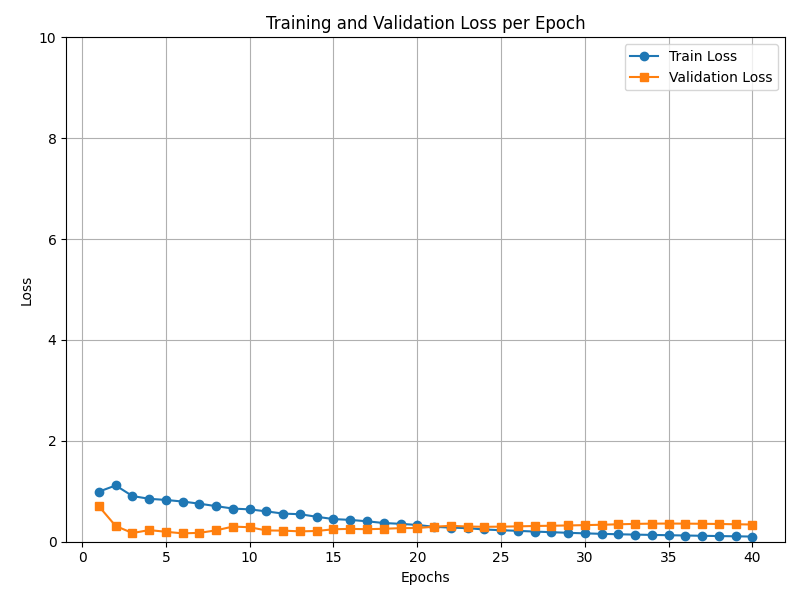 Training and Validation Loss per Epoch
Train Loss
Validation Loss
10
8
6
4
2
0
Loss
0 5 10 15 20 25 30 35 40
Epochs